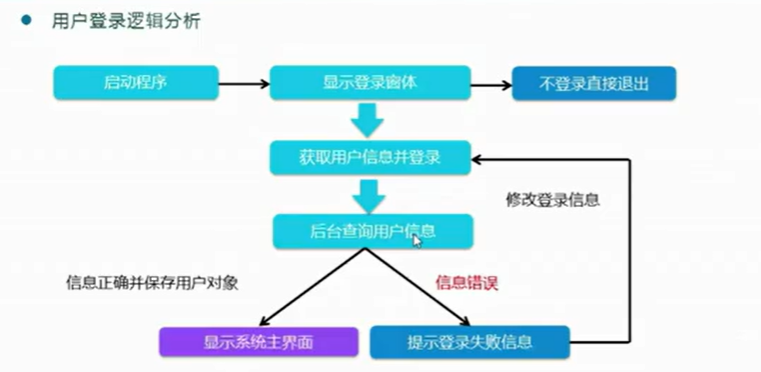 用户登录逻辑分析
启动程序
显示登录窗体
不登录直接退出
获取用户信息并登录
修改登录信息
后台查询用户信息
信息正确并保存用户对象
信息错误
显示系统主界面
提示登录失败信息